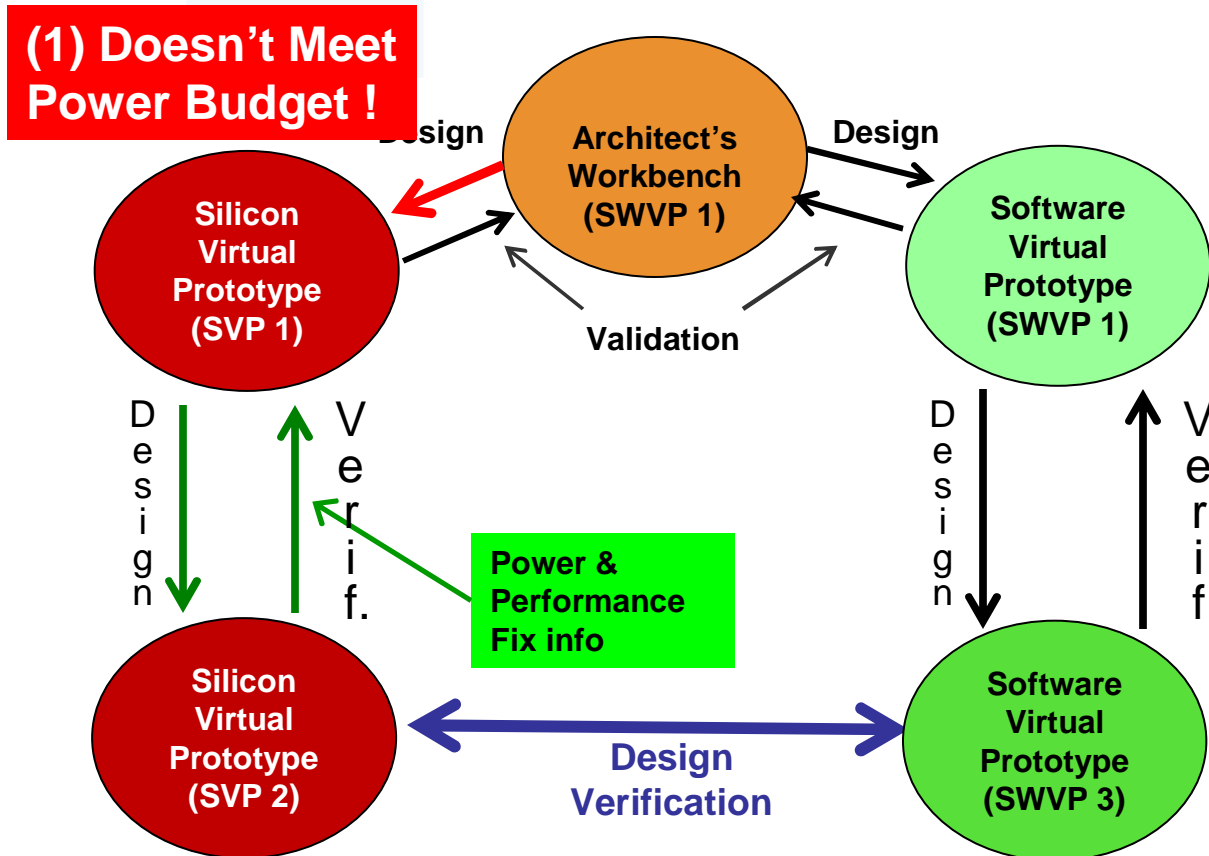 (1) Doesn't Meet
Power Budget !
Design
Architect's
Workbench
(SWVP 1)
Design
Silicon
Virtual
Prototype
(SVP 1)
Software
Virtual
Prototype
(SWVP 1)
Validation
Design
Verif.
Design
Verif
Power &
Performance
Fix info
Silicon
Virtual
Prototype
(SVP 2)
Software
Virtual
Prototype
(SWVP 3)
Design
Verification